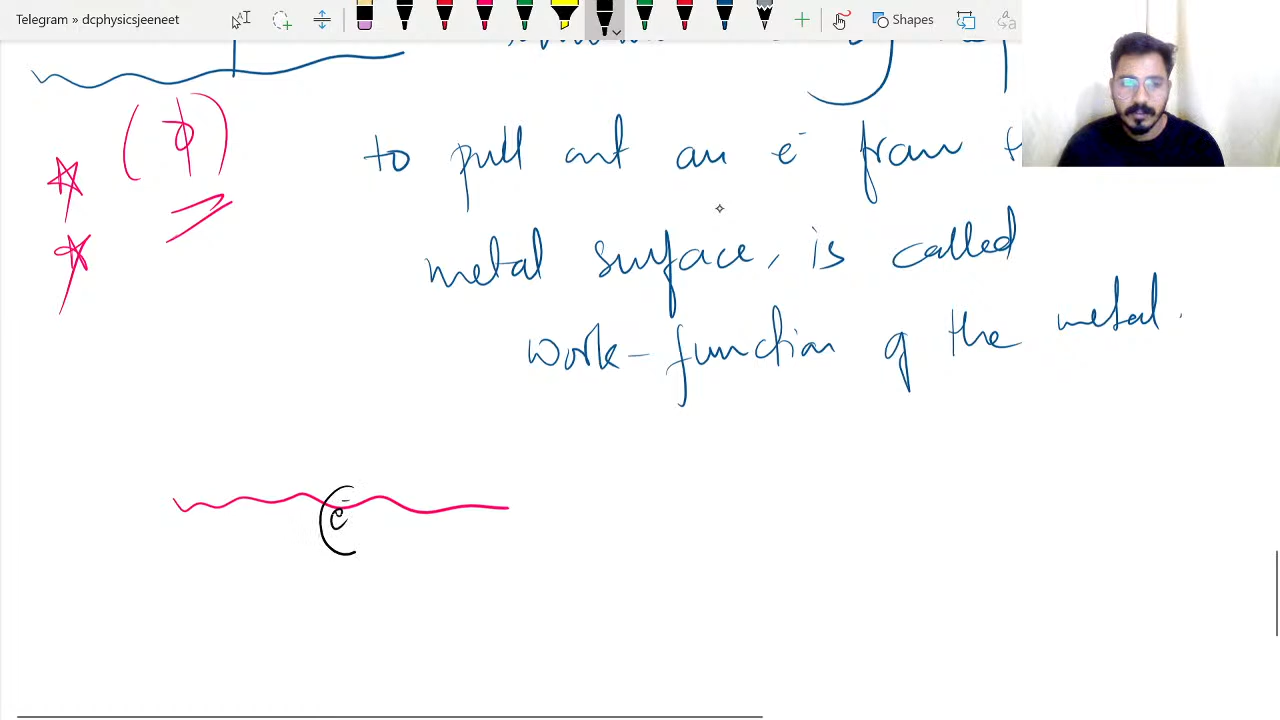 Telegram » dcphysicsjeeneet
Shapes
(ϕ)
to pull out an e⁻ from
metal surface, is called
work-function of the metal.
e⁻